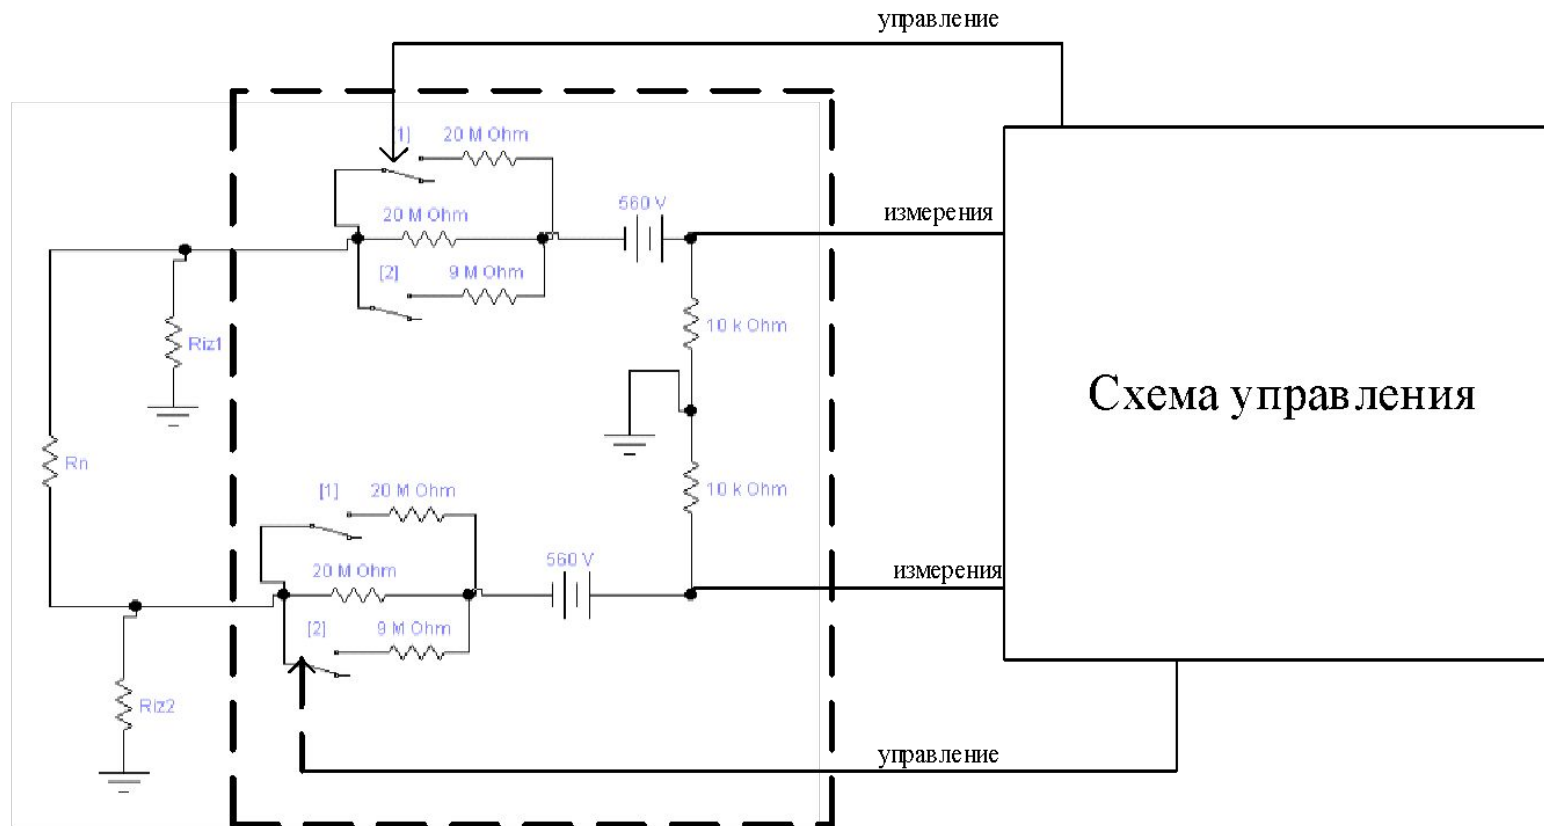 управление
[1] 20 M Ohm
560 V
20 M Ohm
измерения
[2] 9 M Ohm
10 k Ohm
Riz1
Схема управления
Rn
[1] 20 M Ohm
10 k Ohm
560 V
20 M Ohm
измерения
[2] 9 M Ohm
Riz2
управление